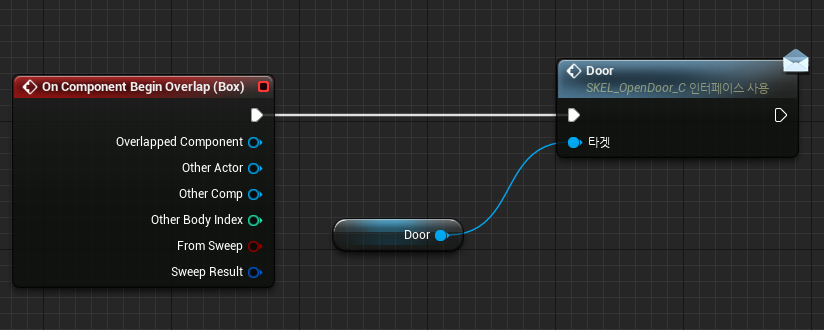 On Component Begin Overlap (Box)
Overlapped Component
Other Actor
Other Comp
Other Body Index
From Sweep
Sweep Result
Door
Door
SKEL_OpenDoor_C 인터페이스 사용
타겟